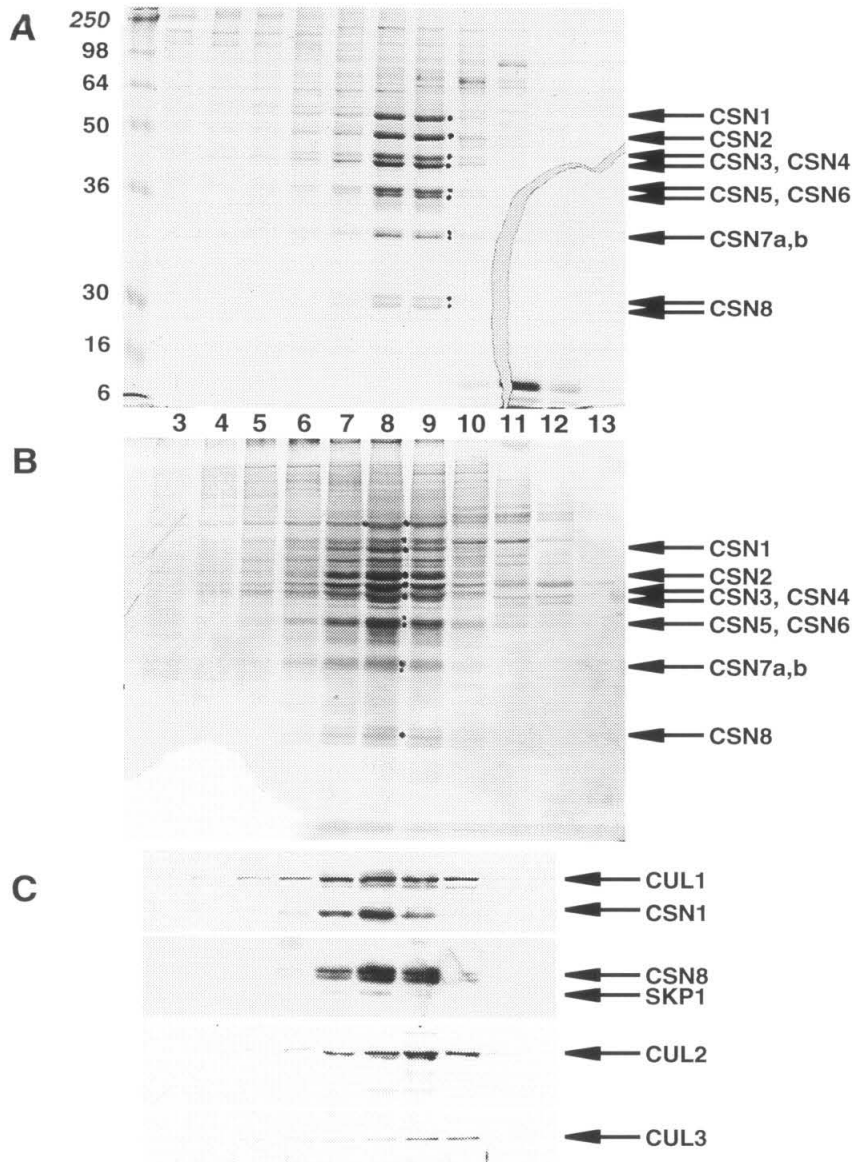 A
250
98
64
50
36
30
16
6
CSN1
CSN2
CSN3, CSN4
CSN5, CSN6
CSN7a,b
CSN8
3 4 5 6 7 8 9 10 11 12 13
B
CSN1
CSN2
CSN3, CSN4
CSN5, CSN6
CSN7a,b
CSN8
C
CUL1
CSN1
CSN8
SKP1
CUL2
CUL3